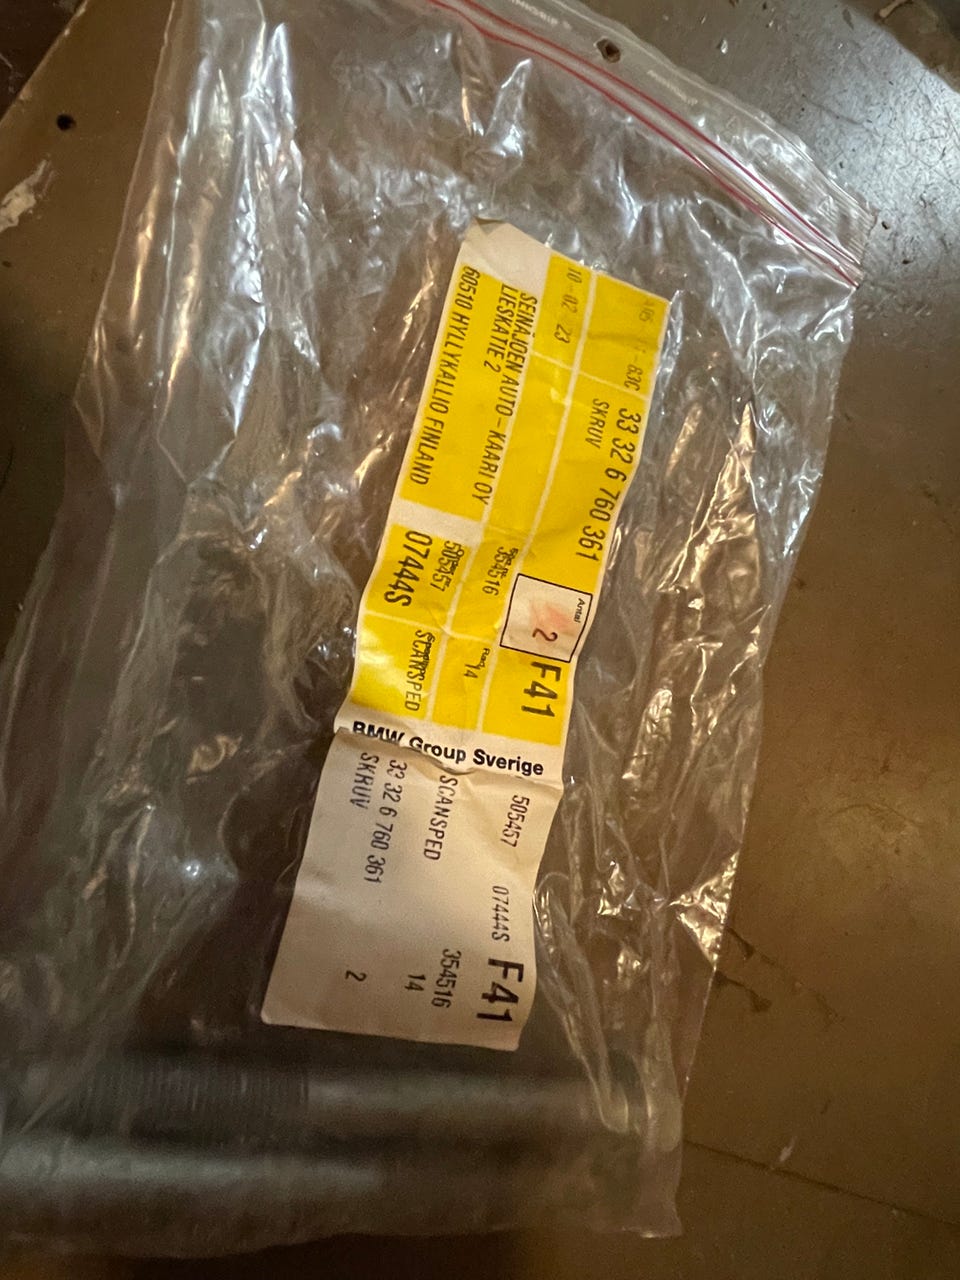 33 32 6 760 361
SKRUV
10-02 23
Antal
2
F41
SEINÄJOEN AUTO-KAARI OY
LIESKATIE 2
60510 HYLLYKALLIO FINLAND
354516
Rad
14
505457
07444S
SCANSPED
BMW Group Sverige
505457 07444S F41
SCANSPED 354516
33 32 6 760 361 14
SKRUV 2